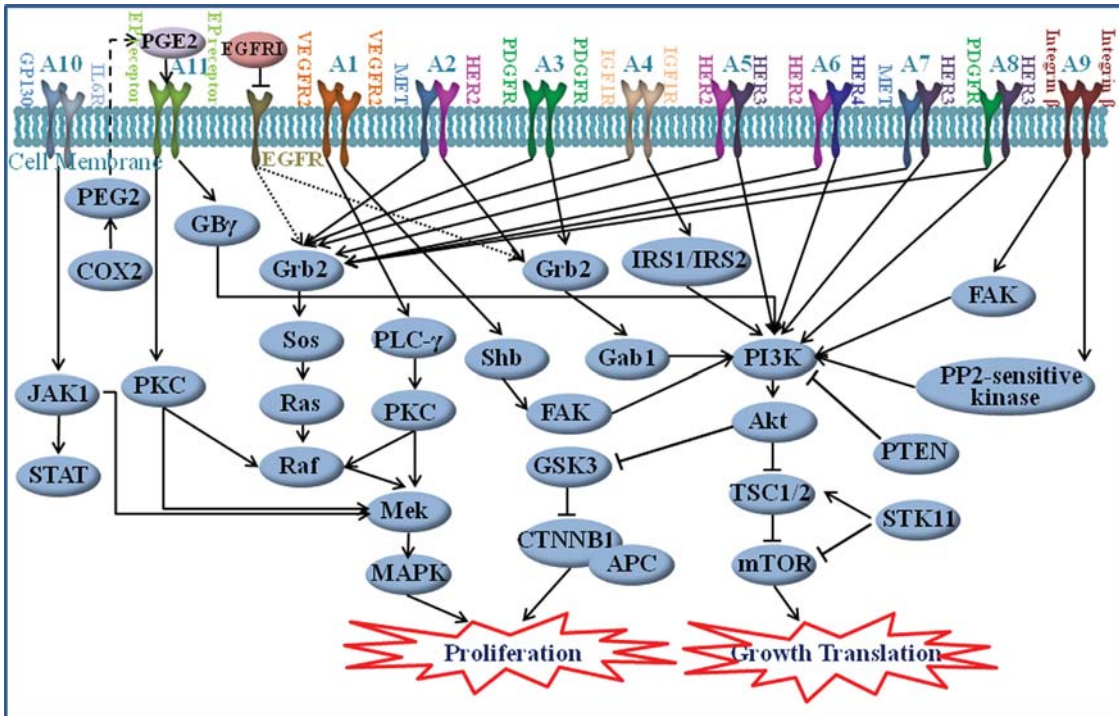 PGE2
EGFRI
A10
A11
A1
A2
A3
A4
A5
A6
A7
A8
A9
GP130
IL6R
EP receptor
EP receptor
VEGFR2
VEGFR2
MET
HER2
PDGFR
PDGFR
IGF1R
IGF1R
HER2
HER3
HER2
HER4
MET
HER3
PDGFR
HER3
Integrin β
Integrin β
Cell Membrane
EGFR
PEG2
GBγ
COX2
Grb2
Grb2
IRS1/IRS2
FAK
Sos
PLC-γ
Shb
Gab1
PI3K
PP2-sensitive
kinase
JAK1
PKC
Ras
PKC
FAK
Akt
PTEN
STAT
Raf
GSK3
TSC1/2
Mek
STK11
CTNNB1
APC
mTOR
MAPK
Proliferation
Growth Translation